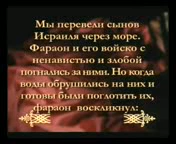 Мы перевели сынов
Исраиля через море.
Фараон и его войско с
ненавистью и злобой
погнались за ними. Но когда
воды обрушились на них и
готовы были поглотить их,
фараон воскликнул: